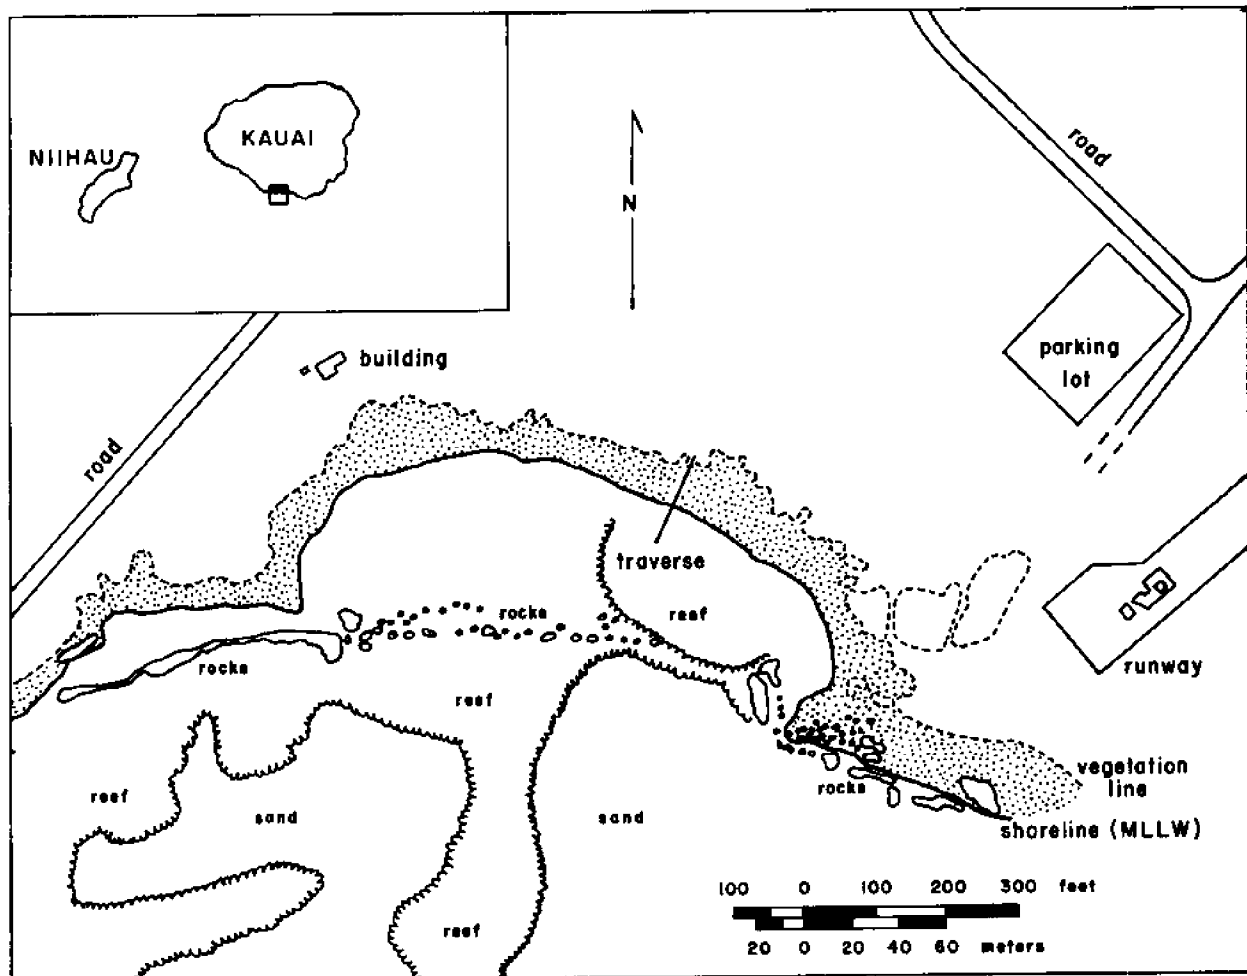 NIIHAU
KAUAI
N
road
parking
lot
building
road
traverse
reef
rocks
rocks
reef
runway
vegetation
line
reef
sand
sand
rocks
shoreline (MLLW)
100 0 100 200 300 feet
20 0 20 40 60 meters
reef